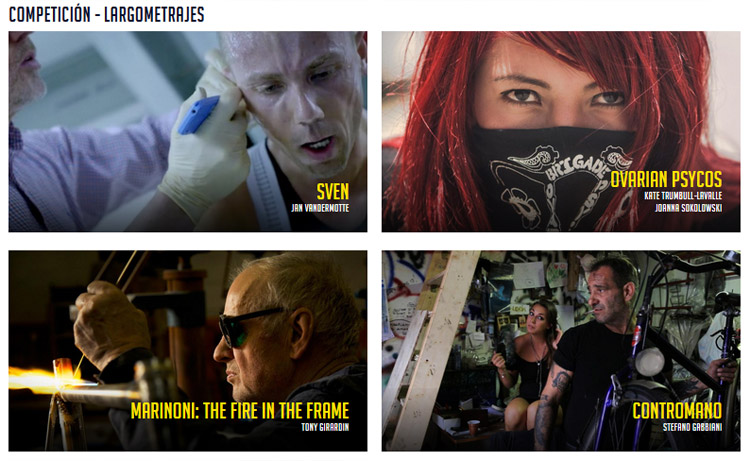 COMPETICIÓN - LARGOMETRAJES
SVEN
JAN VANDERMOTTE
BRIGADE
OVARIAN PSYCOS
KATE TRUMBULL-LAVALLE
JOANNA SOKOLOWSKI
MARINONI: THE FIRE IN THE FRAME
TONY GIRARDIN
CONTROMANO
STEFANO GABBIANI